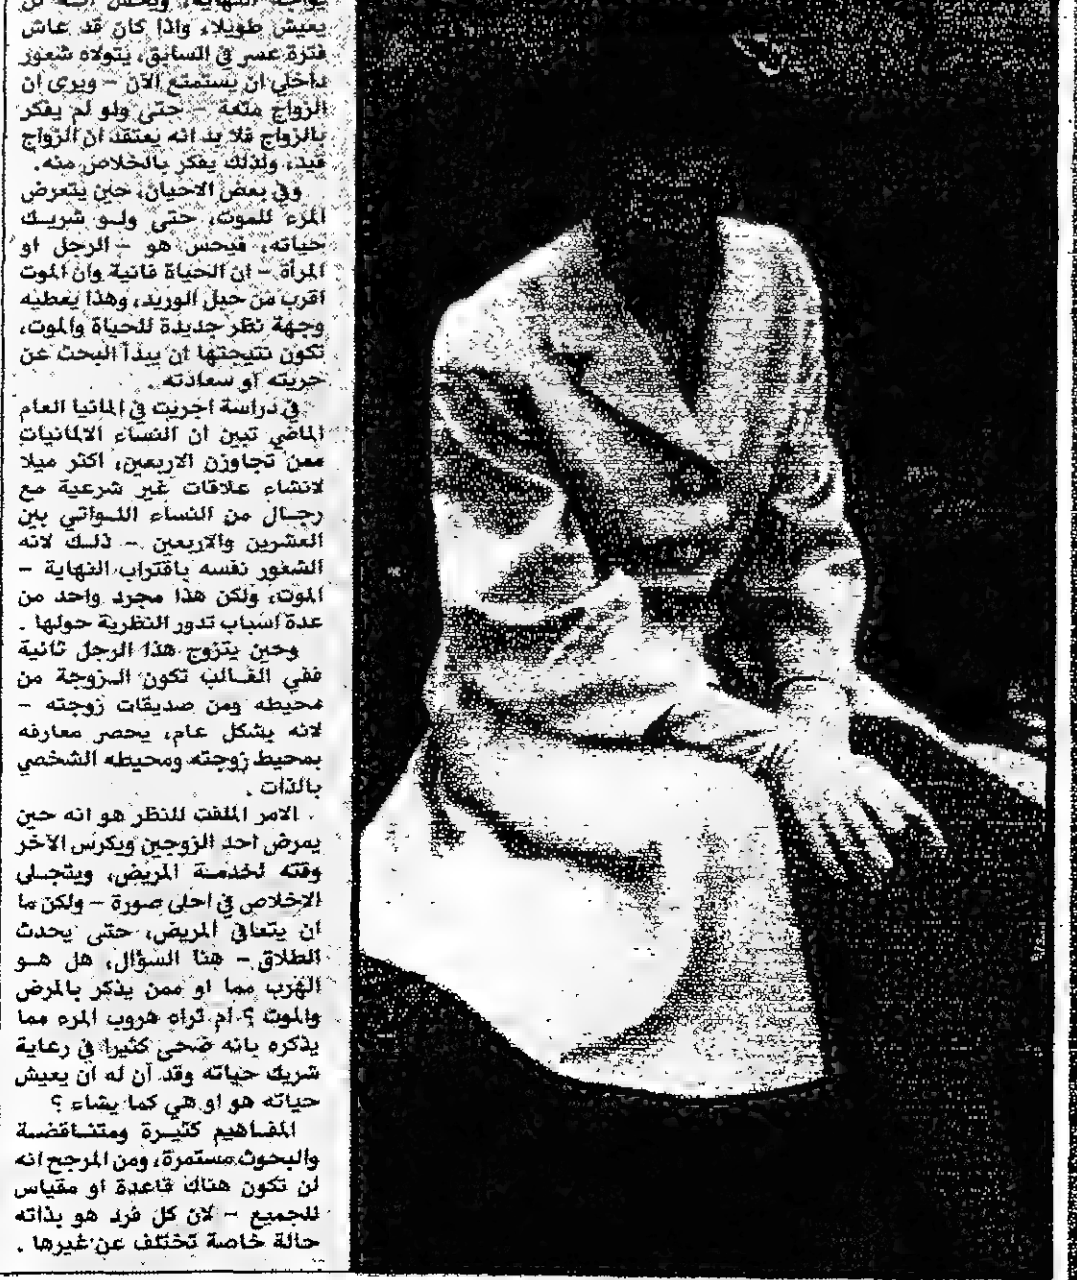 يواجه النهاية، ويحس انه لن
يعيش طويلا، واذا كان قد عاش
فترة عسر في السابق، يتولاه شعور
داخلي ان يستمتع الآن - ويرى ان
الزواج متعة - حتى ولو لم يفكر
بالزواج فلا بد انه يعتقد ان الزواج
قيد، ولذلك يفكر بالخلاص منه.
وفي بعض الاحيان، حين يتعرض
المرء للموت، حتى ولو شريك
حياته، فيحس هو - الرجل او
المرأة - ان الحياة فانية وان الموت
اقرب من حبل الوريد، وهذا يعطيه
وجهة نظر جديدة للحياة والموت،
تكون نتيجتها ان يبدأ البحث عن
حريته او سعادته.
في دراسة اجريت في المانيا العام
الماضي تبين ان النساء الالمانيات
ممن تجاوزن الاربعين، اكثر ميلا
لانشاء علاقات غير شرعية مع
رجال من النساء اللواتي بين
العشرين والاربعين - ذلك لانه
الشعور نفسه باقتراب النهاية -
الموت، ولكن هذا مجرد واحد من
عدة اسباب تدور النظرية حولها.
وحين يتزوج هذا الرجل ثانية
ففي الغالب تكون الزوجة من
محيطه ومن صديقات زوجته -
لانه بشكل عام، يحصر معارفه
بمحيط زوجته ومحيطه الشخصي
بالذات.
الامر الملفت للنظر هو انه حين
يمرض احد الزوجين ويكرس الآخر
وقته لخدمة المريض، ويتجلى
الاخلاص في احلى صورة - ولكن ما
ان يتعافى المريض، حتى يحدث
الطلاق - هنا السؤال، هل هو
الهرب مما او ممن يذكر بالمرض
والموت ؟ ام تراه هروب المرء مما
يذكره بانه ضحى كثيرا في رعاية
شريك حياته وقد آن له ان يعيش
حياته هو او هي كما يشاء ؟
المفاهيم كثيرة ومتناقضة
والبحوث مستمرة، ومن المرجح انه
لن تكون هناك قاعدة او مقياس
للجميع - لان كل فرد هو بذاته
حالة خاصة تختلف عن غيرها.